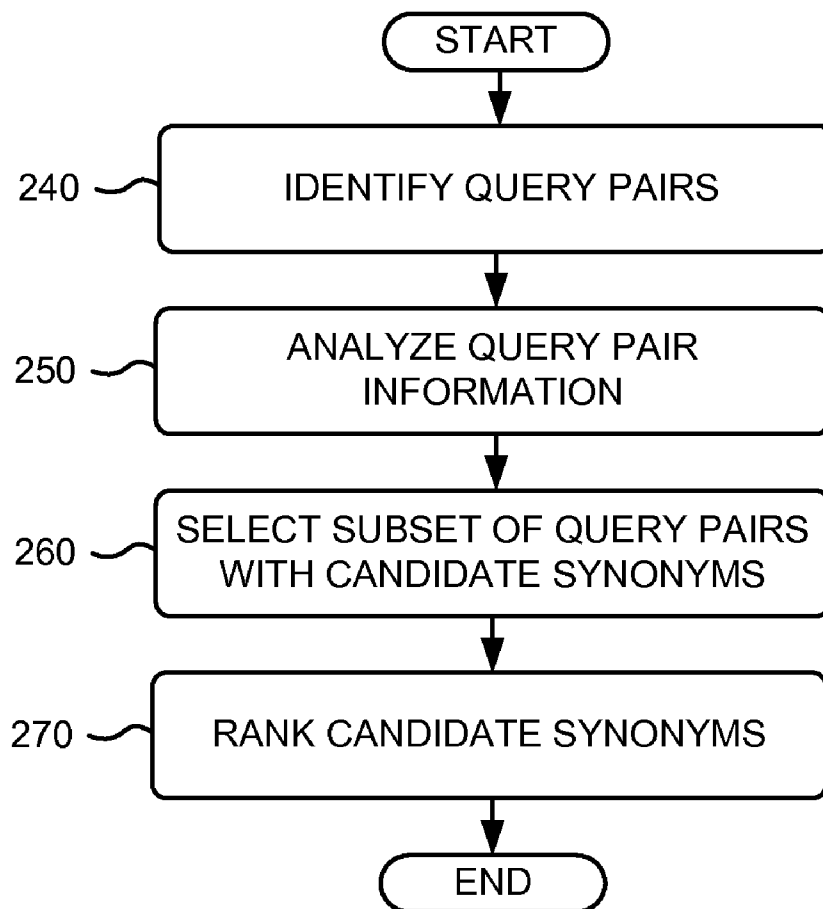 START
240
IDENTIFY QUERY PAIRS
250
ANALYZE QUERY PAIR
INFORMATION
260
SELECT SUBSET OF QUERY PAIRS
WITH CANDIDATE SYNONYMS
270
RANK CANDIDATE SYNONYMS
END